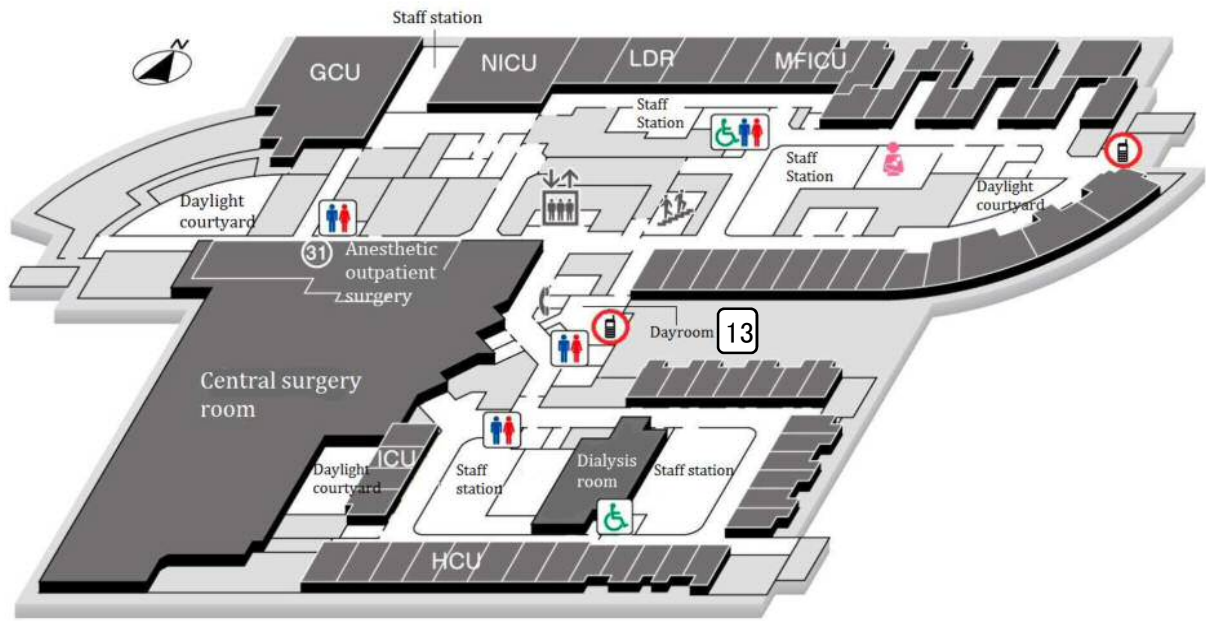 Staff station
N
GCU
NICU
LDR
MFICU
Staff
Station
Staff
Station
Daylight
courtyard
Daylight
courtyard
31
Anesthetic
outpatient
surgery
Dayroom
13
Central surgery
room
ICU
Daylight
courtyard
Staff
station
Dialysis
room
Staff station
HCU